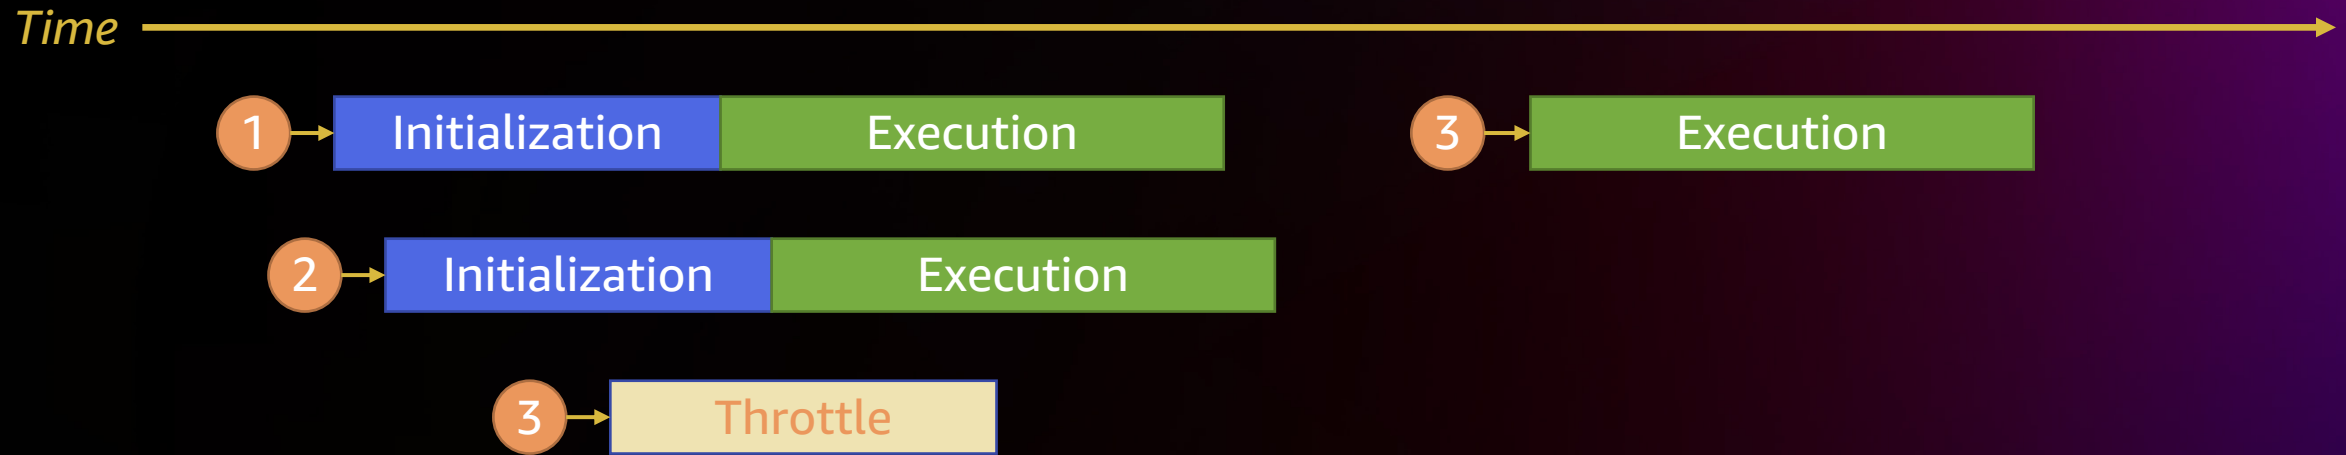 Time
1 Initialization Execution 3 Execution
2 Initialization Execution
3 Throttle